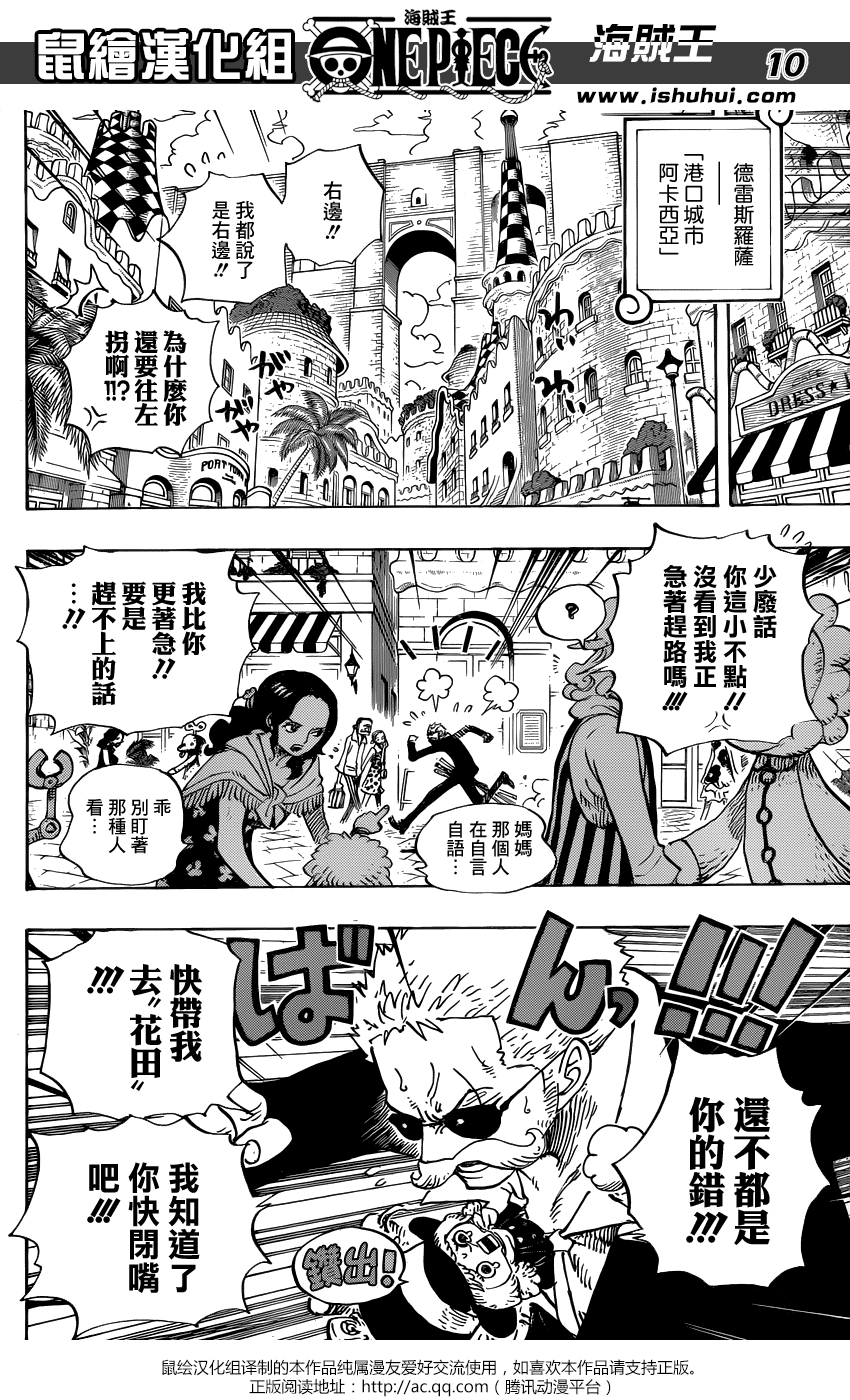 鼠繪漢化組
海賊王
ONE PIECE
海賊王
10
www.ishuhui.com
德雷斯羅薩
「港口城市
阿卡西亞」
DRESS★
右邊!!
我都說了
是右邊!!
為什麼你
還要往左
拐啊!!?
ガヤ
ガヤ
PORT
少廢話
你這小不點!!
沒看到我正
急著趕路嗎!!!
?
我比你
更著急!!
要是
趕不上的話
…!!
媽媽
那個人
在自言
自語…
乖
別盯著
那種人
看…
ばんっ!!!
還不都是
你的錯!!!
快帶我
去〝花田〞
!!!
鑽出!!
我知道了
你快閉嘴
吧!!!
鼠绘汉化组译制的本作品纯属漫友爱好交流使用，如喜欢本作品请支持正版。
正版阅读地址：http://ac.qq.com（腾讯动漫平台）